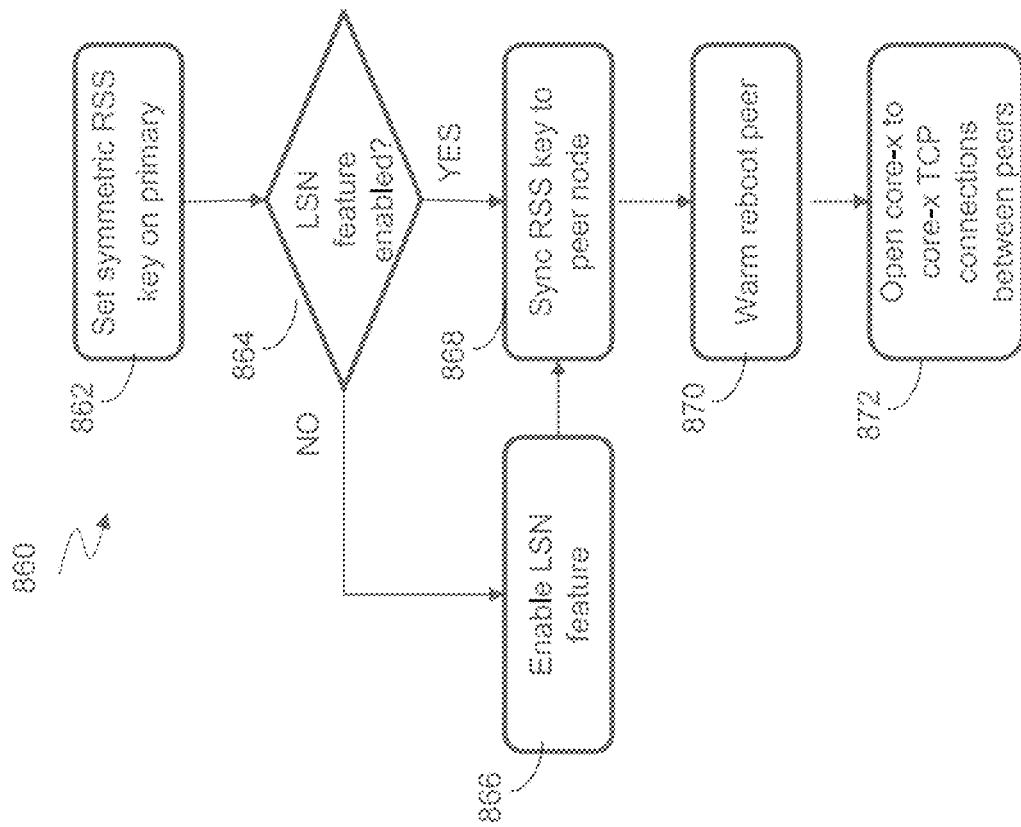 860
862
Set symmetric RSS
key on primary
864
LSN
feature
enabled?
NO
YES
866
Enable LSN
feature
868
Sync RSS key to
peer node
870
Warm reboot peer
872
Open core-x to
core-x TCP
connections
between peers